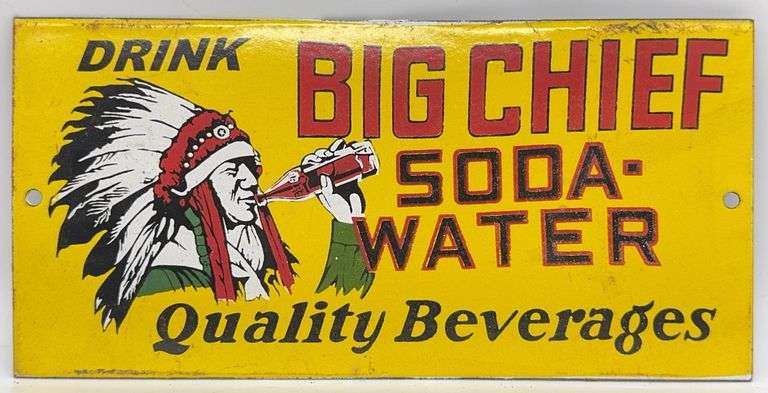 DRINK
BIG CHIEF
SODA-
WATER
Quality Beverages